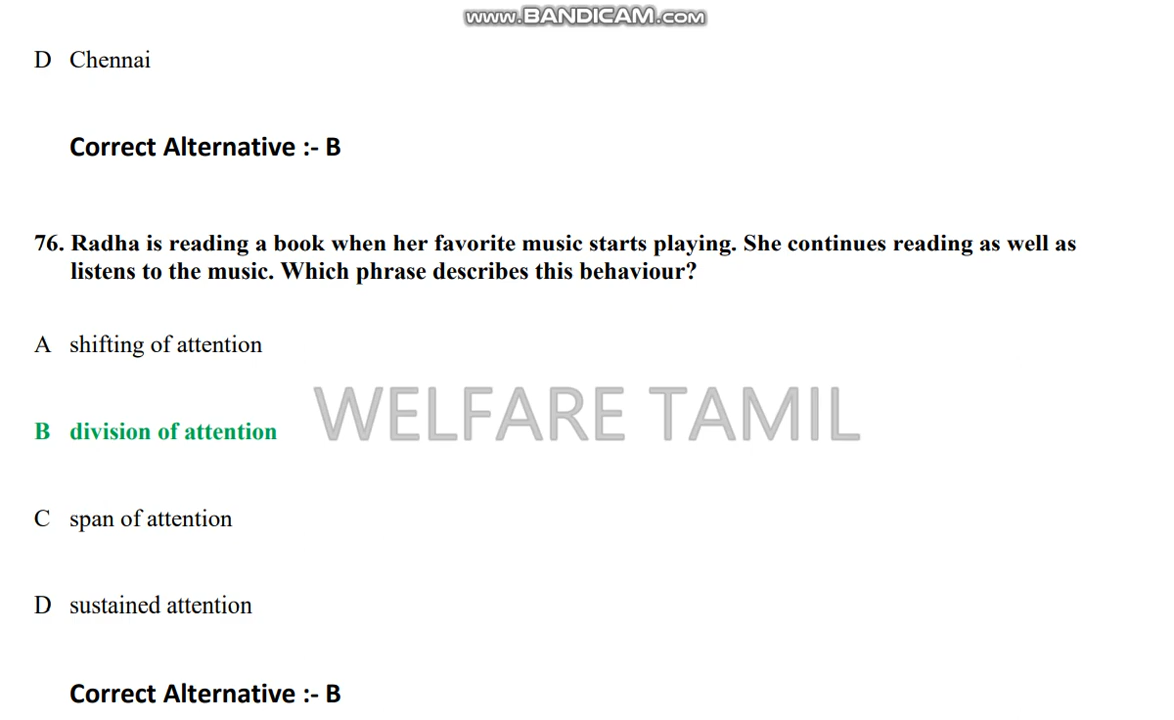 www.BANDICAM.com
D Chennai
Correct Alternative :- B
76. Radha is reading a book when her favorite music starts playing. She continues reading as well as
listens to the music. Which phrase describes this behaviour?
A shifting of attention
WELFARE TAMIL
B division of attention
C span of attention
D sustained attention
Correct Alternative :- B